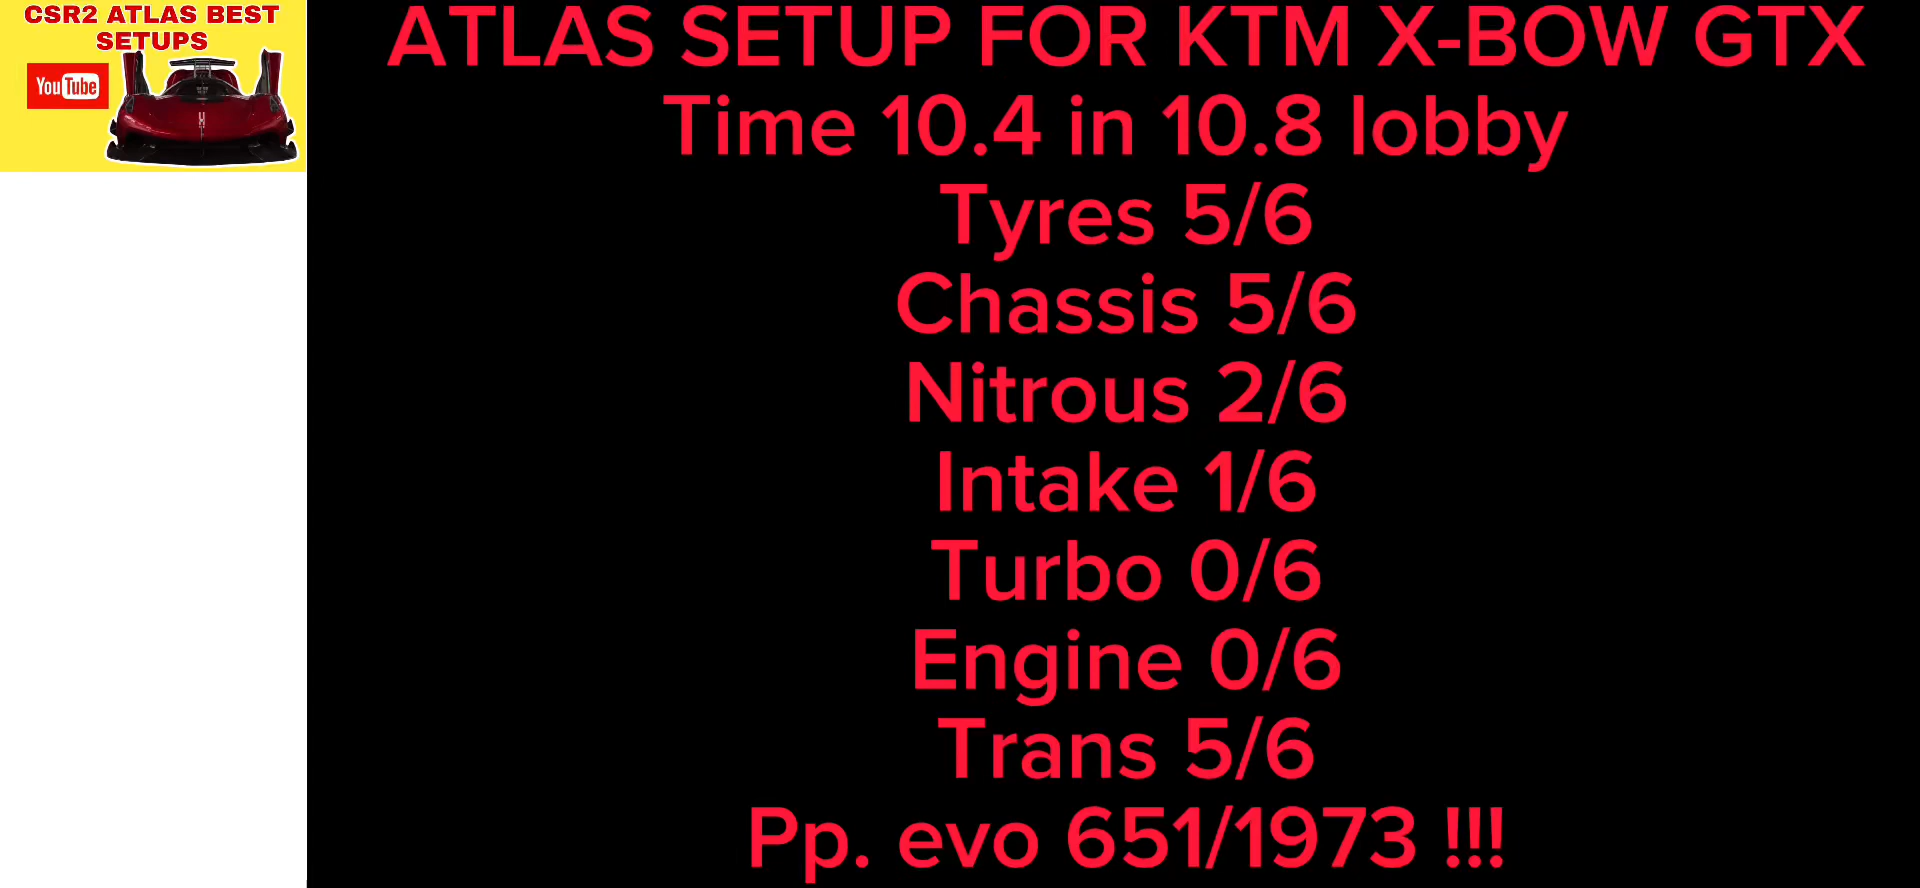 CSR2 ATLAS BEST
SETUPS
YouTube
ATLAS SETUP FOR KTM X-BOW GTX
Time 10.4 in 10.8 lobby
Tyres 5/6
Chassis 5/6
Nitrous 2/6
Intake 1/6
Turbo 0/6
Engine 0/6
Trans 5/6
Pp. evo 651/1973 !!!